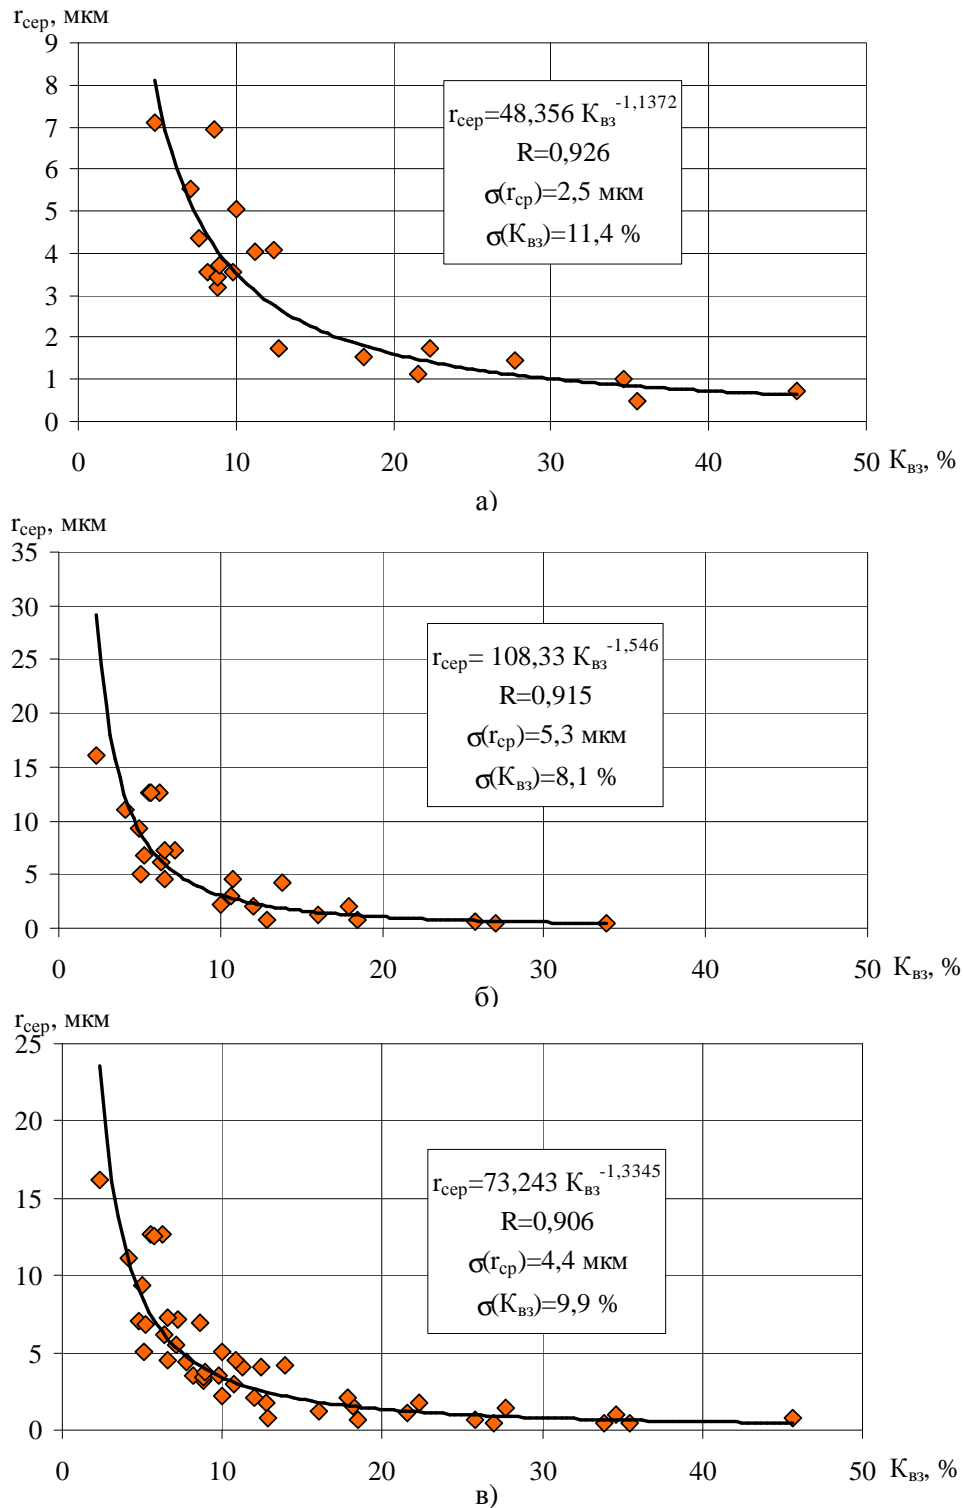 rсер, мкм
9
8
7
6
5
4
3
2
1
0
rсер=48,356 Kвз-1,1372
R=0,926
σ(rср)=2,5 мкм
σ(Kвз)=11,4 %
0 10 20 30 40 50 Kвз, %
а)
rсер, мкм
35
30
25
20
15
10
5
0
rсер= 108,33 Kвз-1,546
R=0,915
σ(rср)=5,3 мкм
σ(Kвз)=8,1 %
0 10 20 30 40 50 Kвз, %
б)
rсер, мкм
25
20
15
10
5
0
rсер=73,243 Kвз-1,3345
R=0,906
σ(rср)=4,4 мкм
σ(Kвз)=9,9 %
0 10 20 30 40 50 Kвз, %
в)